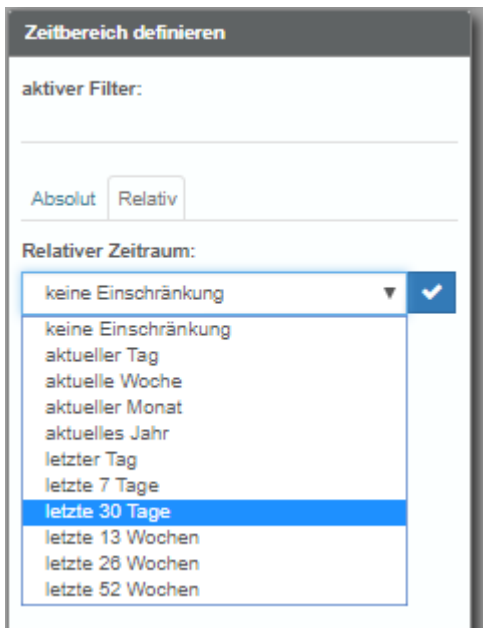 Zeitbereich definieren
aktiver Filter:
Absolut Relativ
Relativer Zeitraum:
keine Einschränkung
keine Einschränkung
aktueller Tag
aktuelle Woche
aktueller Monat
aktuelles Jahr
letzter Tag
letzte 7 Tage
letzte 30 Tage
letzte 13 Wochen
letzte 26 Wochen
letzte 52 Wochen